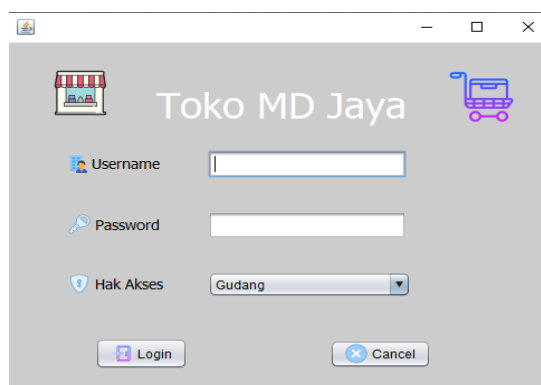 Toko MD Jaya
Username
Password
Hak Akses Gudang
Login Cancel